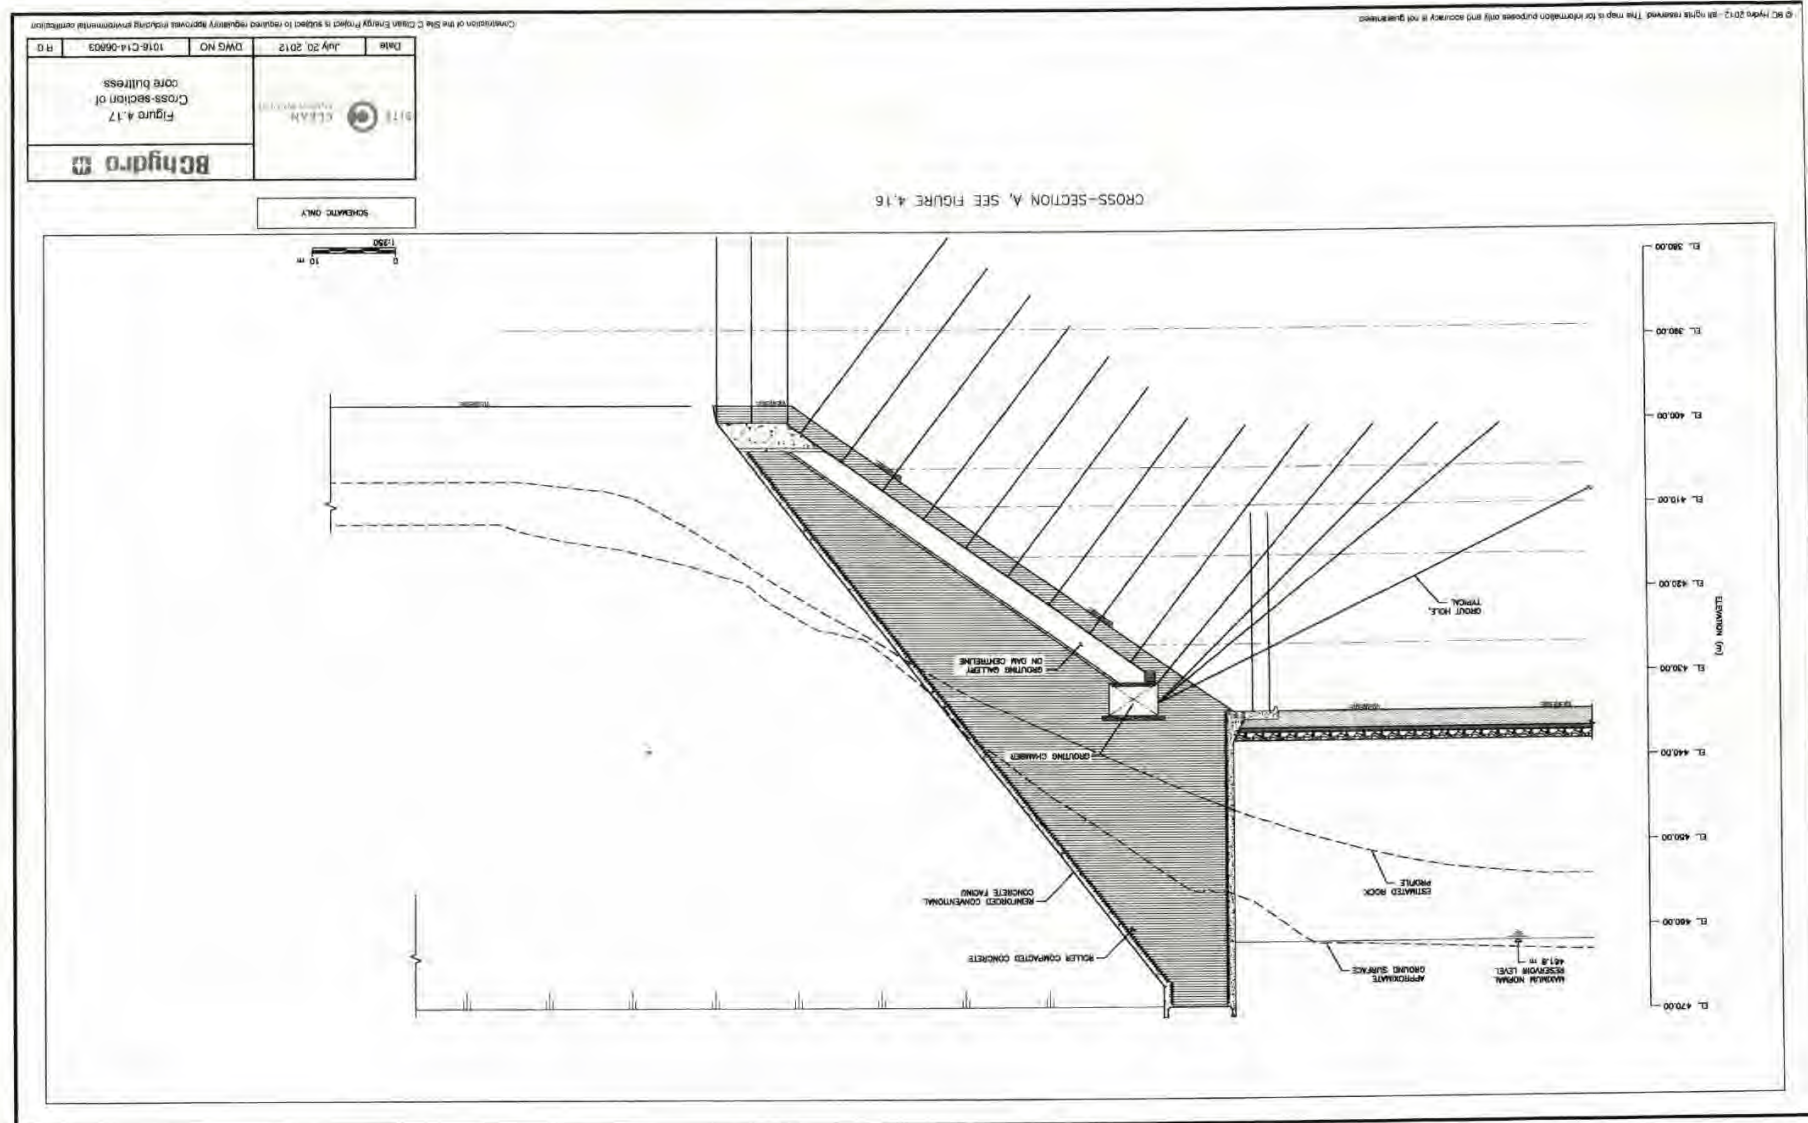 EL. 470.00
EL. 460.00
EL. 450.00
EL. 440.00
EL. 430.00
EL. 420.00
EL. 410.00
EL. 400.00
EL. 390.00
EL. 380.00
ELEVATION (m)
MAXIMUM NORMAL
RESERVOIR LEVEL
461.8 m
APPROXIMATE
GROUND SURFACE
ESTIMATED ROCK
PROFILE
ROLLER COMPACTED CONCRETE
REINFORCED CONVENTIONAL
CONCRETE FACING
GROUTING CHAMBER
GROUTING GALLERY
ON DAM CENTRELINE
GROUT HOLE,
TYPICAL
0 10 m
1:350
CROSS-SECTION A, SEE FIGURE 4.16
SCHEMATIC ONLY
BChydro
SITE C CLEAN
Figure 4.17
Cross-section of
core buttress
Date July 20, 2012 DWG NO 1016-C14-06803 R 0
© BC Hydro 2012 - all rights reserved. This map is for information purposes only and accuracy is not guaranteed.
Construction of the Site C Clean Energy Project is subject to required regulatory approvals including environmental certification